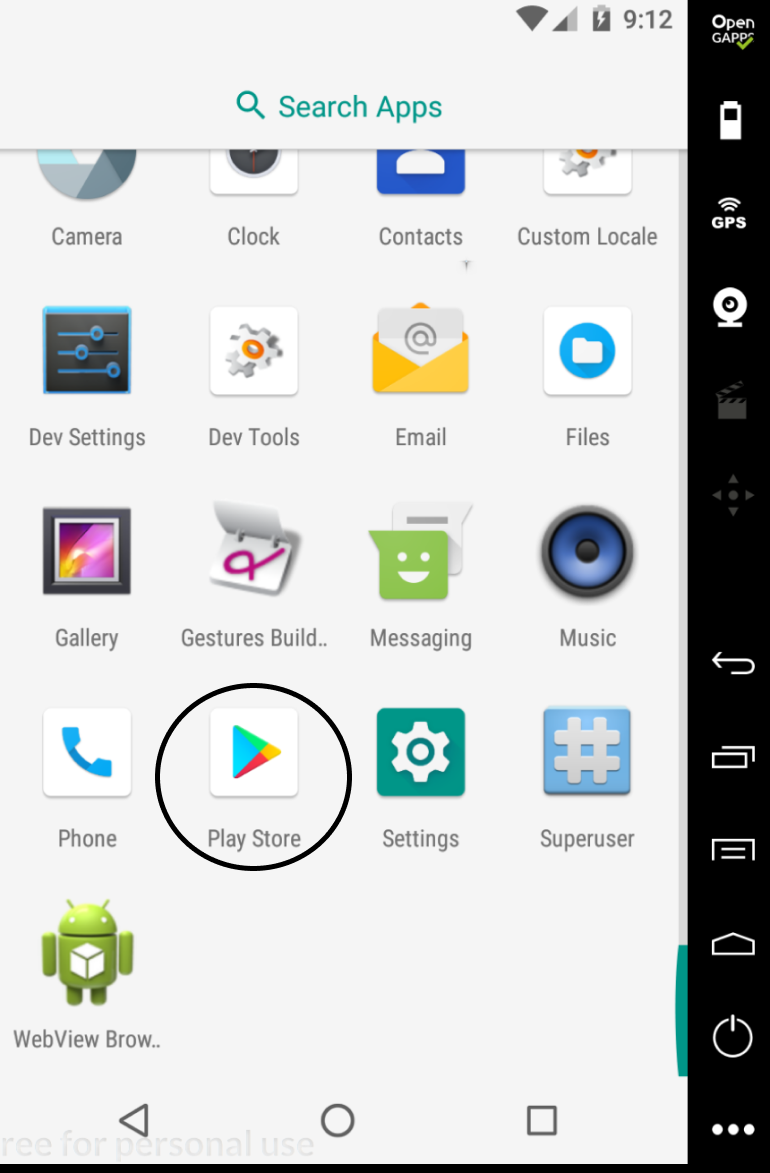 9:12
Open
GAPPS
Search Apps
Camera
Clock
Contacts
Custom Locale
GPS
Dev Settings
Dev Tools
@
Email
Files
Gallery
Gestures Build..
Messaging
Music
Phone
Play Store
Settings
Superuser
WebView Brow..
ree for personal use